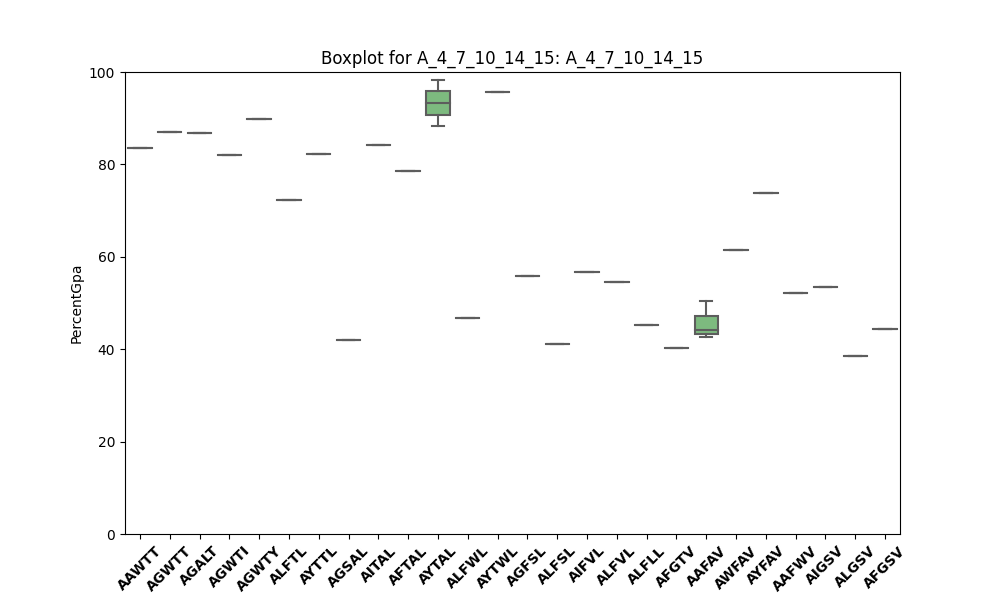 Boxplot for A_4_7_10_14_15: A_4_7_10_14_15
PercentGpa
100
80
60
40
20
0
AAWTT
AGWTT
AGALT
AGWTI
AGWTY
ALFTL
AYTTL
AGSAL
AITAL
AFTAL
AYTAL
ALFWL
AYTWL
AGFSL
ALFSL
AIFVL
ALFVL
ALFLL
AFGTV
AAFAV
AWFAV
AYFAV
AAFWV
AIGSV
ALGSV
AFGSV